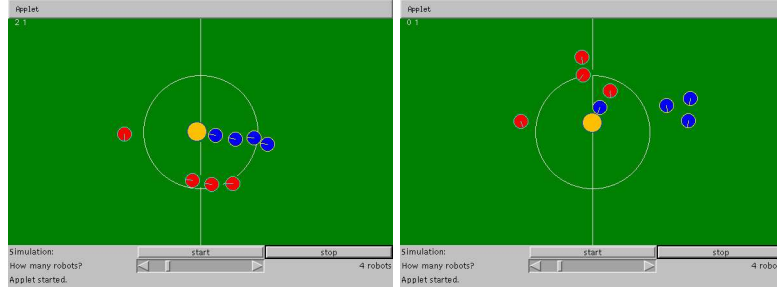 Applet
2 1
Simulation:
start
stop
How many robots?
4 robots
Applet started.
Applet
0 1
Simulation:
start
stop
How many robots?
4 robots
Applet started.